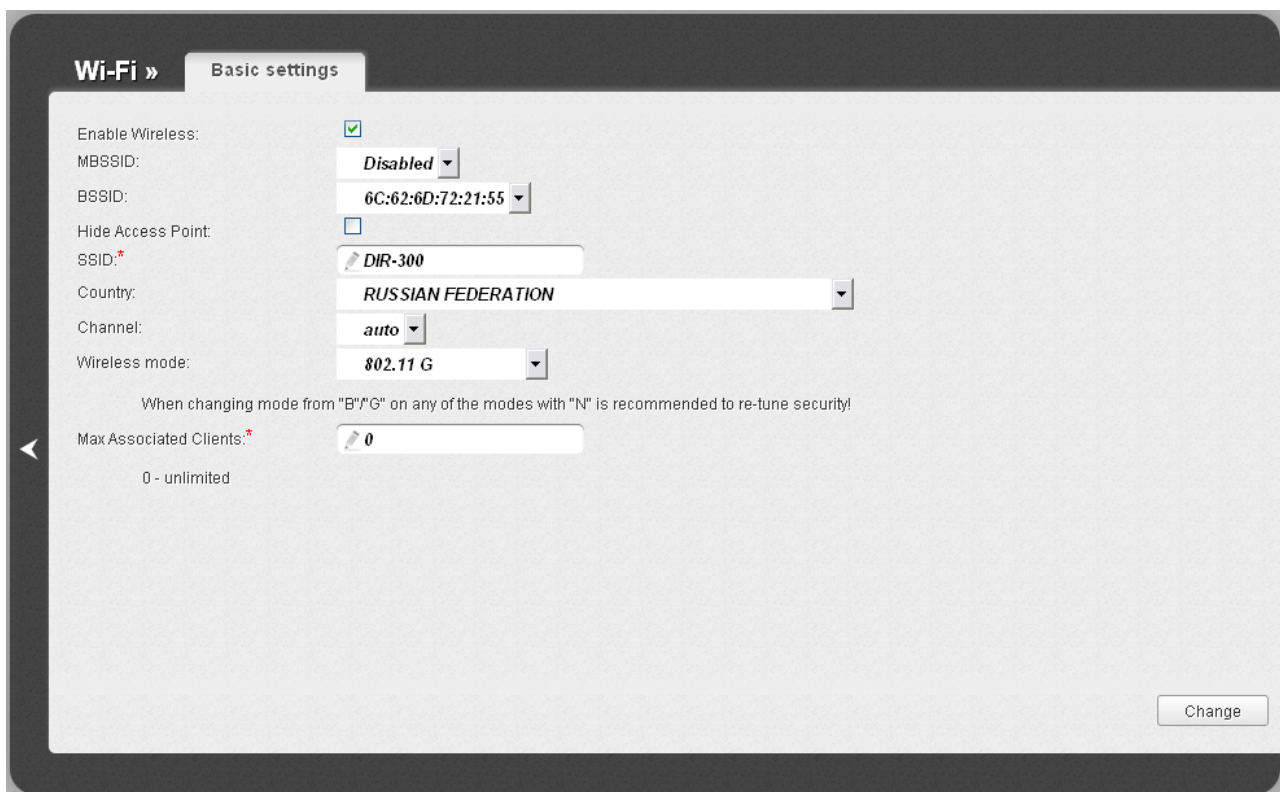 Wi-Fi » Basic settings
Enable Wireless:
MBSSID: Disabled
BSSID: 6C:62:6D:72:21:55
Hide Access Point:
SSID:* DIR-300
Country: RUSSIAN FEDERATION
Channel: auto
Wireless mode: 802.11 G
When changing mode from "B"/"G" on any of the modes with "N" is recommended to re-tune security!
Max Associated Clients:* 0
0 - unlimited
Change